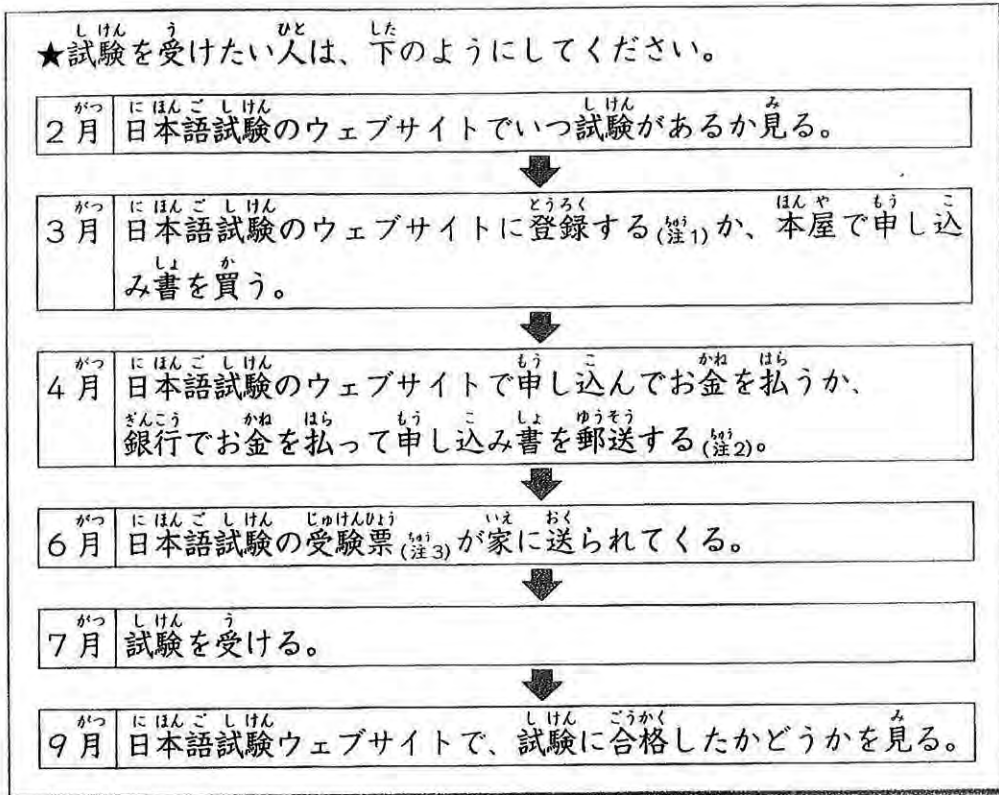 ★試験を受けたい人は、下のようにしてください。
2月 日本語試験のウェブサイトでいつ試験があるか見る。
3月 日本語試験のウェブサイトに登録する(注1)か、本屋で申し込
み書を買う。
4月 日本語試験のウェブサイトで申し込んでお金を払うか、
銀行でお金を払って申し込み書を郵送する(注2)。
6月 日本語試験の受験票(注3)が家に送られてくる。
7月 試験を受ける。
9月 日本語試験ウェブサイトで、試験に合格したかどうかを見る。